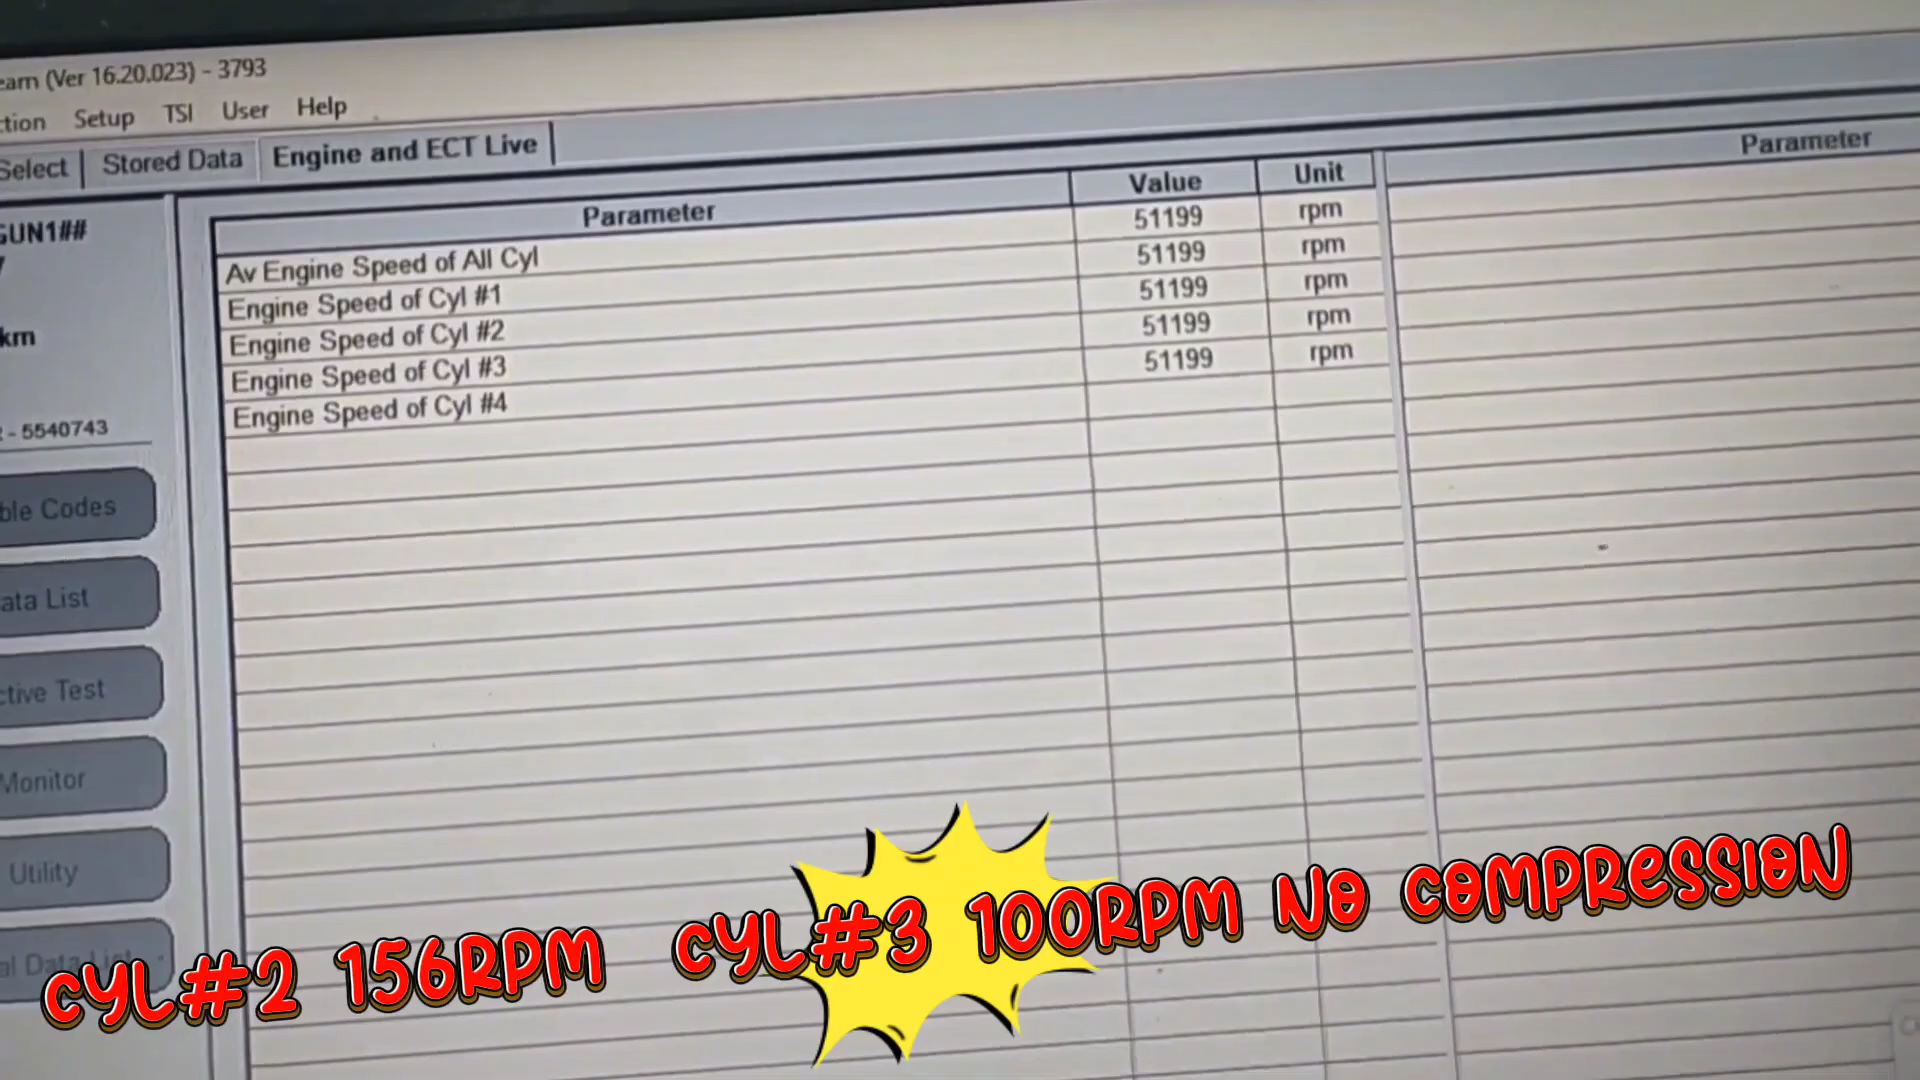 eam (Ver 16.20.023) - 3793
tion Setup TSI User Help
Select Stored Data Engine and ECT Live
GUN1##
km
- 5540743
ble Codes
ata List
ctive Test
Monitor
Utility
al Data List
Parameter Value Unit Parameter
Av Engine Speed of All Cyl 51199 rpm
Engine Speed of Cyl #1 51199 rpm
Engine Speed of Cyl #2 51199 rpm
Engine Speed of Cyl #3 51199 rpm
Engine Speed of Cyl #4 51199 rpm
CYL#2 156RPM CYL#3 100RPM NO COMPRESSION